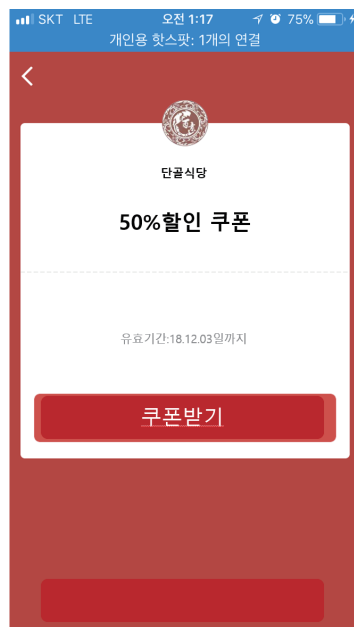 SKT LTE 오전 1:17 75%
개인용 핫스팟: 1개의 연결
단골식당
50%할인 쿠폰
유효기간:18.12.03일까지
쿠폰받기